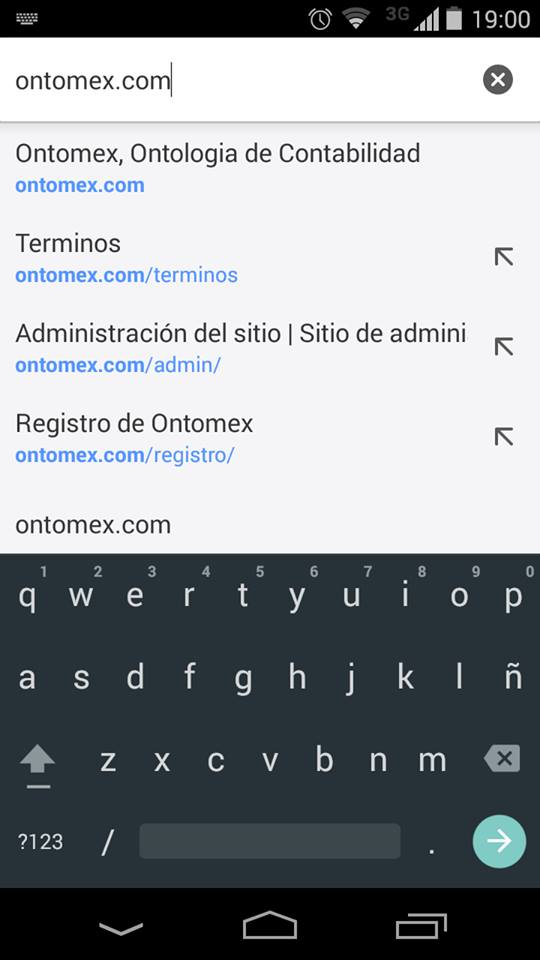 3G 19:00
ontomex.com
Ontomex, Ontologia de Contabilidad
ontomex.com
Terminos
ontomex.com/terminos
Administración del sitio | Sitio de admini
ontomex.com/admin/
Registro de Ontomex
ontomex.com/registro/
ontomex.com
1 2 3 4 5 6 7 8 9 0
q w e r t y u i o p
a s d f g h j k l ñ
z x c v b n m
?123 / .